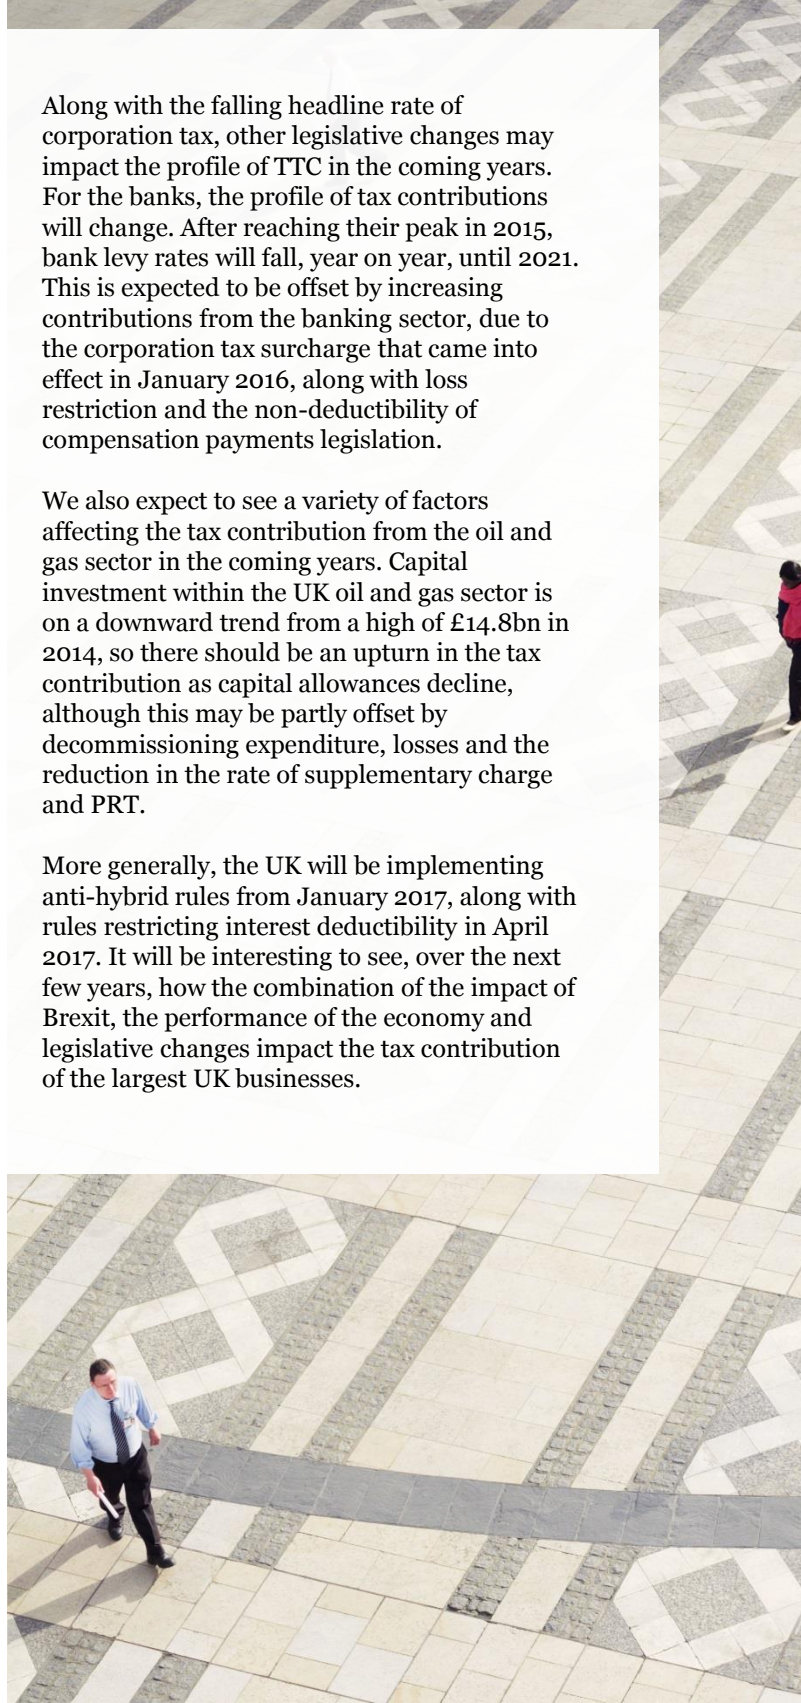 Along with the falling headline rate of
corporation tax, other legislative changes may
impact the profile of TTC in the coming years.
For the banks, the profile of tax contributions
will change. After reaching their peak in 2015,
bank levy rates will fall, year on year, until 2021.
This is expected to be offset by increasing
contributions from the banking sector, due to
the corporation tax surcharge that came into
effect in January 2016, along with loss
restriction and the non-deductibility of
compensation payments legislation.
We also expect to see a variety of factors
affecting the tax contribution from the oil and
gas sector in the coming years. Capital
investment within the UK oil and gas sector is
on a downward trend from a high of £14.8bn in
2014, so there should be an upturn in the tax
contribution as capital allowances decline,
although this may be partly offset by
decommissioning expenditure, losses and the
reduction in the rate of supplementary charge
and PRT.
More generally, the UK will be implementing
anti-hybrid rules from January 2017, along with
rules restricting interest deductibility in April
2017. It will be interesting to see, over the next
few years, how the combination of the impact of
Brexit, the performance of the economy and
legislative changes impact the tax contribution
of the largest UK businesses.